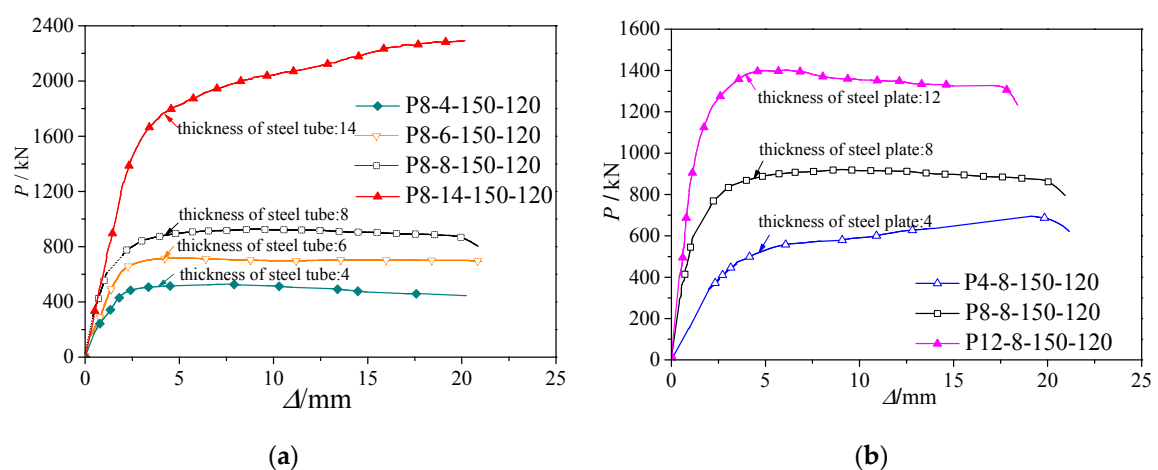 2400
2000
1600
1200
800
400
0
P / kN
0
5
10
15
20
25
Δ/mm
P8-4-150-120
P8-6-150-120
P8-8-150-120
P8-14-150-120
thickness of steel tube:14
thickness of steel tube:8
thickness of steel tube:6
thickness of steel tube:4
(a)
1600
1400
1200
1000
800
600
400
200
0
P / kN
0
5
10
15
20
25
Δ/mm
thickness of steel plate:12
thickness of steel plate:8
thickness of steel plate:4
P4-8-150-120
P8-8-150-120
P12-8-150-120
(b)